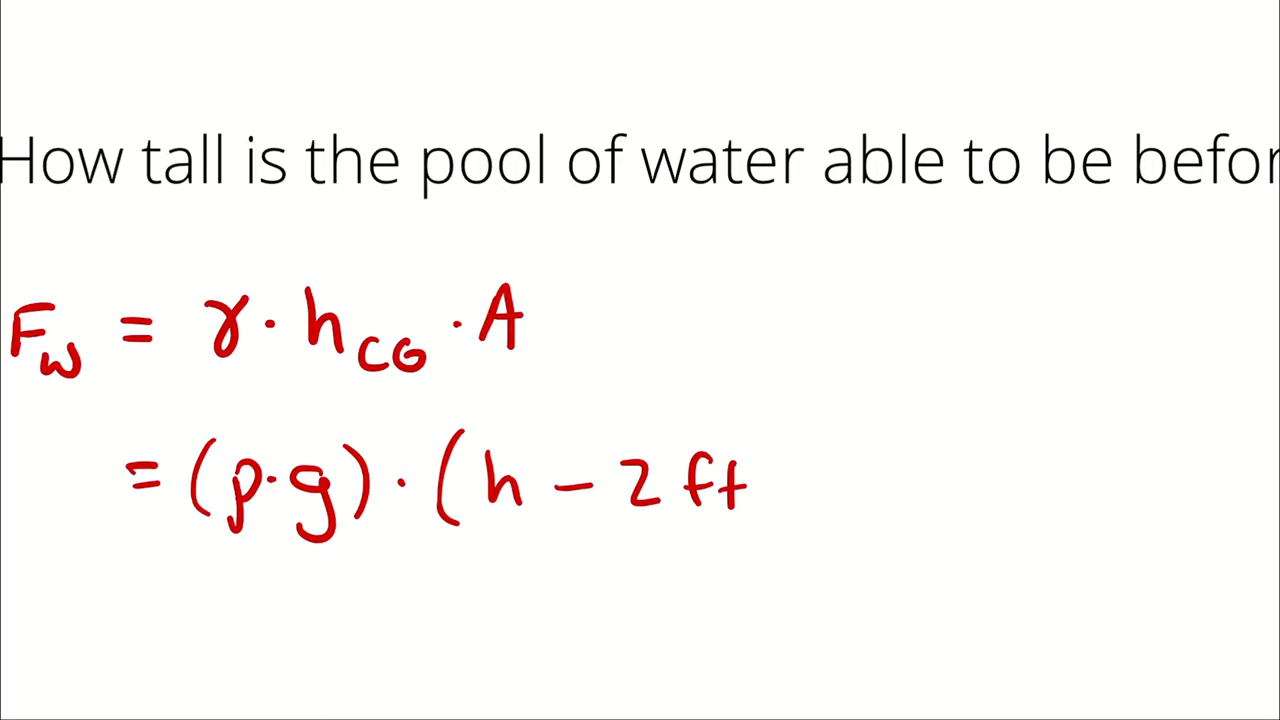 How tall is the pool of water able to be befor
F_w = γ · h_CG · A
= (ρ · g) · (h – 2 ft